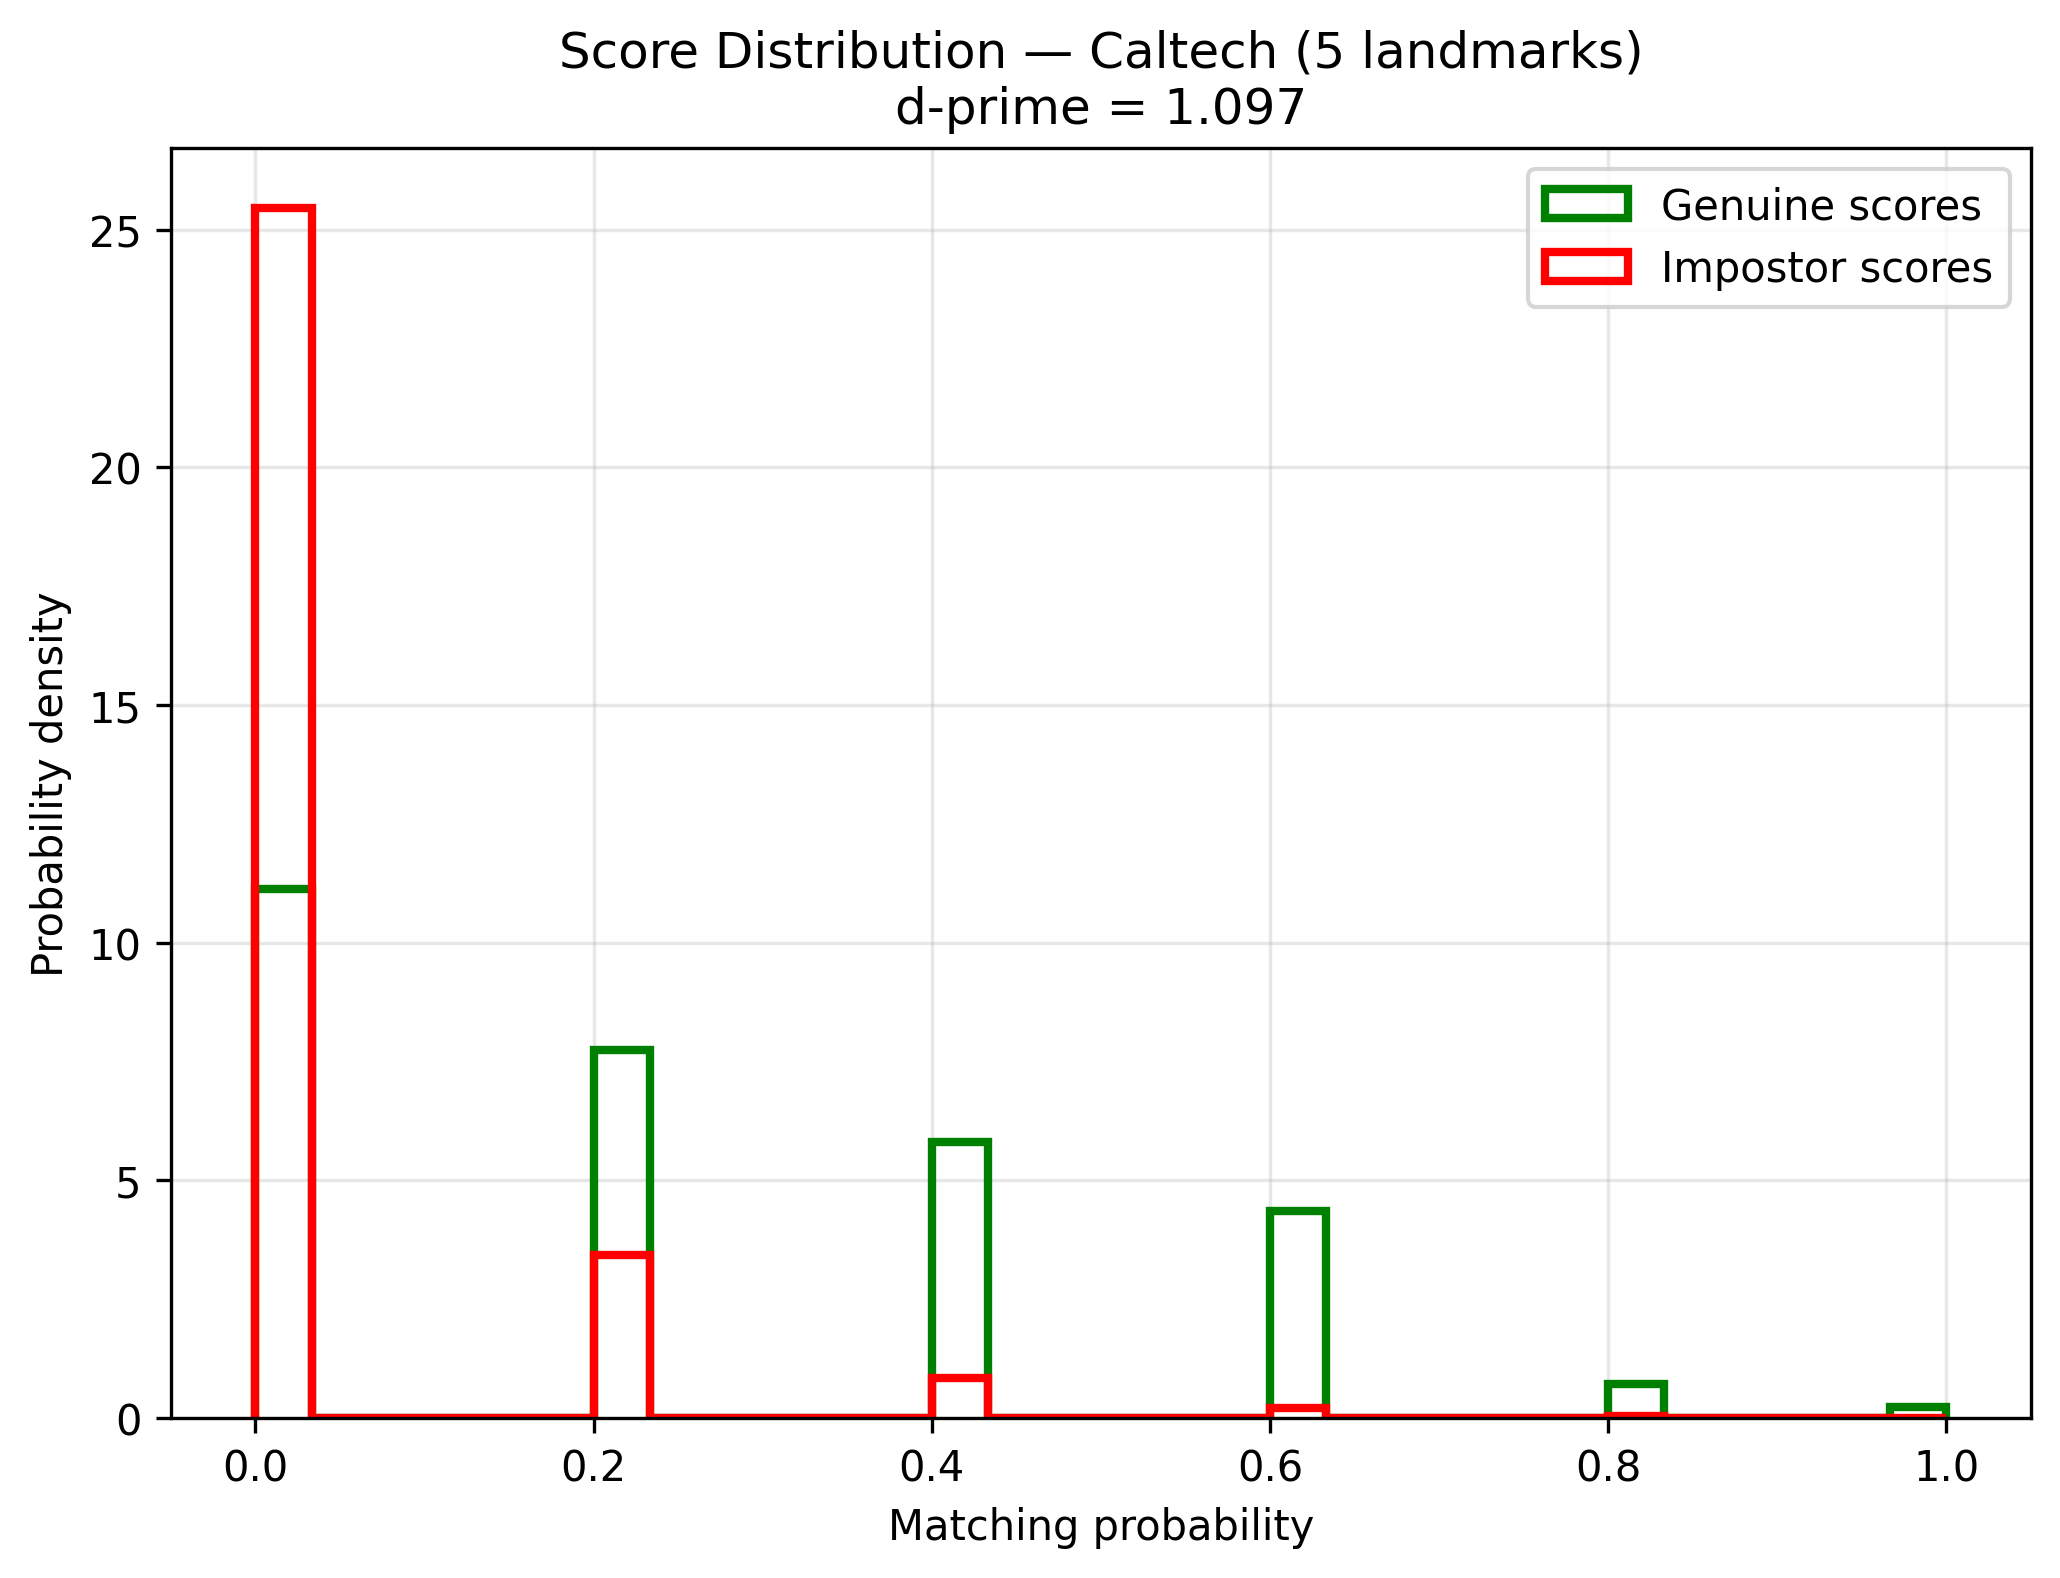 Score Distribution — Caltech (5 landmarks)
d-prime = 1.097
Genuine scores
Impostor scores
Probability density
25
20
15
10
5
0
0.0 0.2 0.4 0.6 0.8 1.0
Matching probability